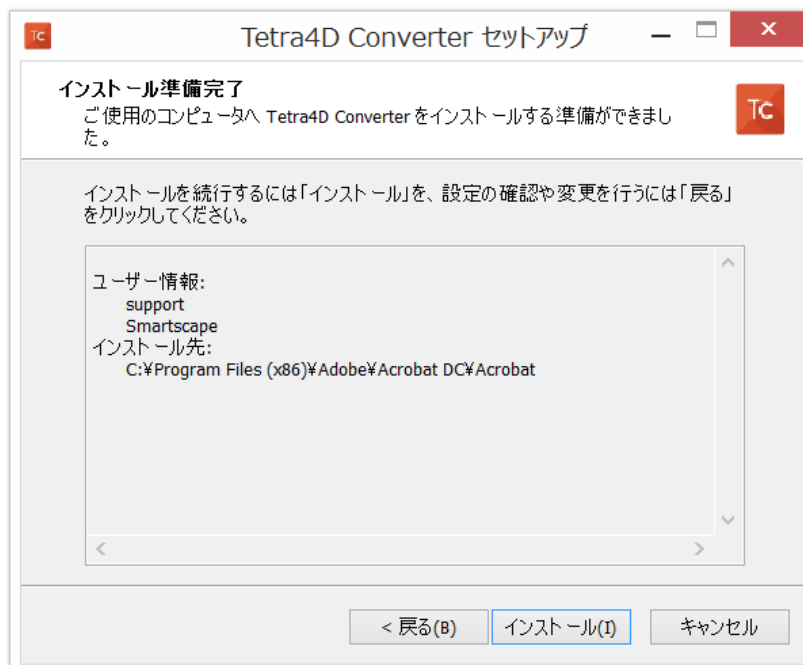 TC
Tetra4D Converter セットアップ
インストール準備完了
ご使用のコンピュータへ Tetra4D Converter をインストールする準備ができまし
た。
TC
インストールを続行するには「インストール」を、設定の確認や変更を行うには「戻る」
をクリックしてください。
ユーザー情報:
support
Smartscape
インストール先:
C:¥Program Files (x86)¥Adobe¥Acrobat DC¥Acrobat
< 戻る(B)
インストール(I)
キャンセル